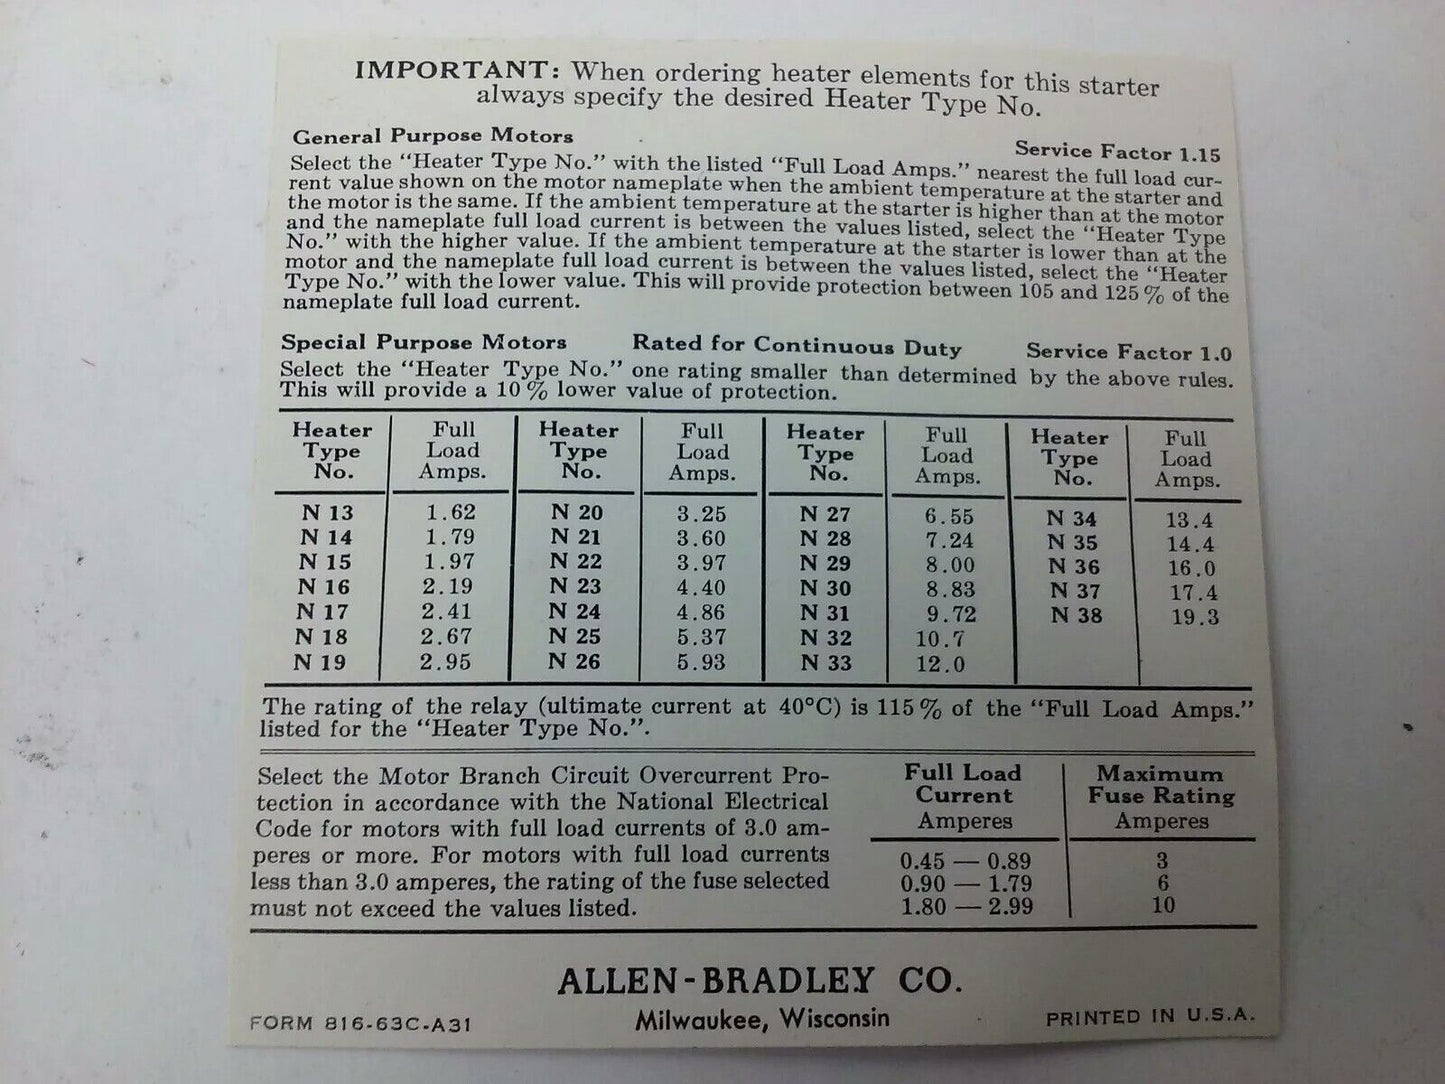 IMPORTANT: When ordering heater elements for this starter
always specify the desired Heater Type No.
General Purpose Motors Service Factor 1.15
Select the "Heater Type No." with the listed "Full Load Amps." nearest the full load cur-
rent value shown on the motor nameplate when the ambient temperature at the starter and
the motor is the same. If the ambient temperature at the starter is higher than at the motor
and the nameplate full load current is between the values listed, select the "Heater Type
No." with the higher value. If the ambient temperature at the starter is lower than at the
motor and the nameplate full load current is between the values listed, select the "Heater
Type No." with the lower value. This will provide protection between 105 and 125% of the
nameplate full load current.
Special Purpose Motors Rated for Continuous Duty Service Factor 1.0
Select the "Heater Type No." one rating smaller than determined by the above rules.
This will provide a 10% lower value of protection.
Heater Full Heater Full Heater Full Heater Full
Type Load Type Load Type Load Type Load
No. Amps. No. Amps. No. Amps. No. Amps.
N 13 1.62 N 20 3.25 N 27 6.55 N 34 13.4
N 14 1.79 N 21 3.60 N 28 7.24 N 35 14.4
N 15 1.97 N 22 3.97 N 29 8.00 N 36 16.0
N 16 2.19 N 23 4.40 N 30 8.83 N 37 17.4
N 17 2.41 N 24 4.86 N 31 9.72 N 38 19.3
N 18 2.67 N 25 5.37 N 32 10.7
N 19 2.95 N 26 5.93 N 33 12.0
The rating of the relay (ultimate current at 40°C) is 115% of the "Full Load Amps."
listed for the "Heater Type No.".
Select the Motor Branch Circuit Overcurrent Pro-
tection in accordance with the National Electrical
Code for motors with full load currents of 3.0 am-
peres or more. For motors with full load currents
less than 3.0 amperes, the rating of the fuse selected
must not exceed the values listed.
Full Load Maximum
Current Fuse Rating
Amperes Amperes
0.45 — 0.89 3
0.90 — 1.79 6
1.80 — 2.99 10
ALLEN-BRADLEY CO.
FORM 816-63C-A31 Milwaukee, Wisconsin PRINTED IN U.S.A.